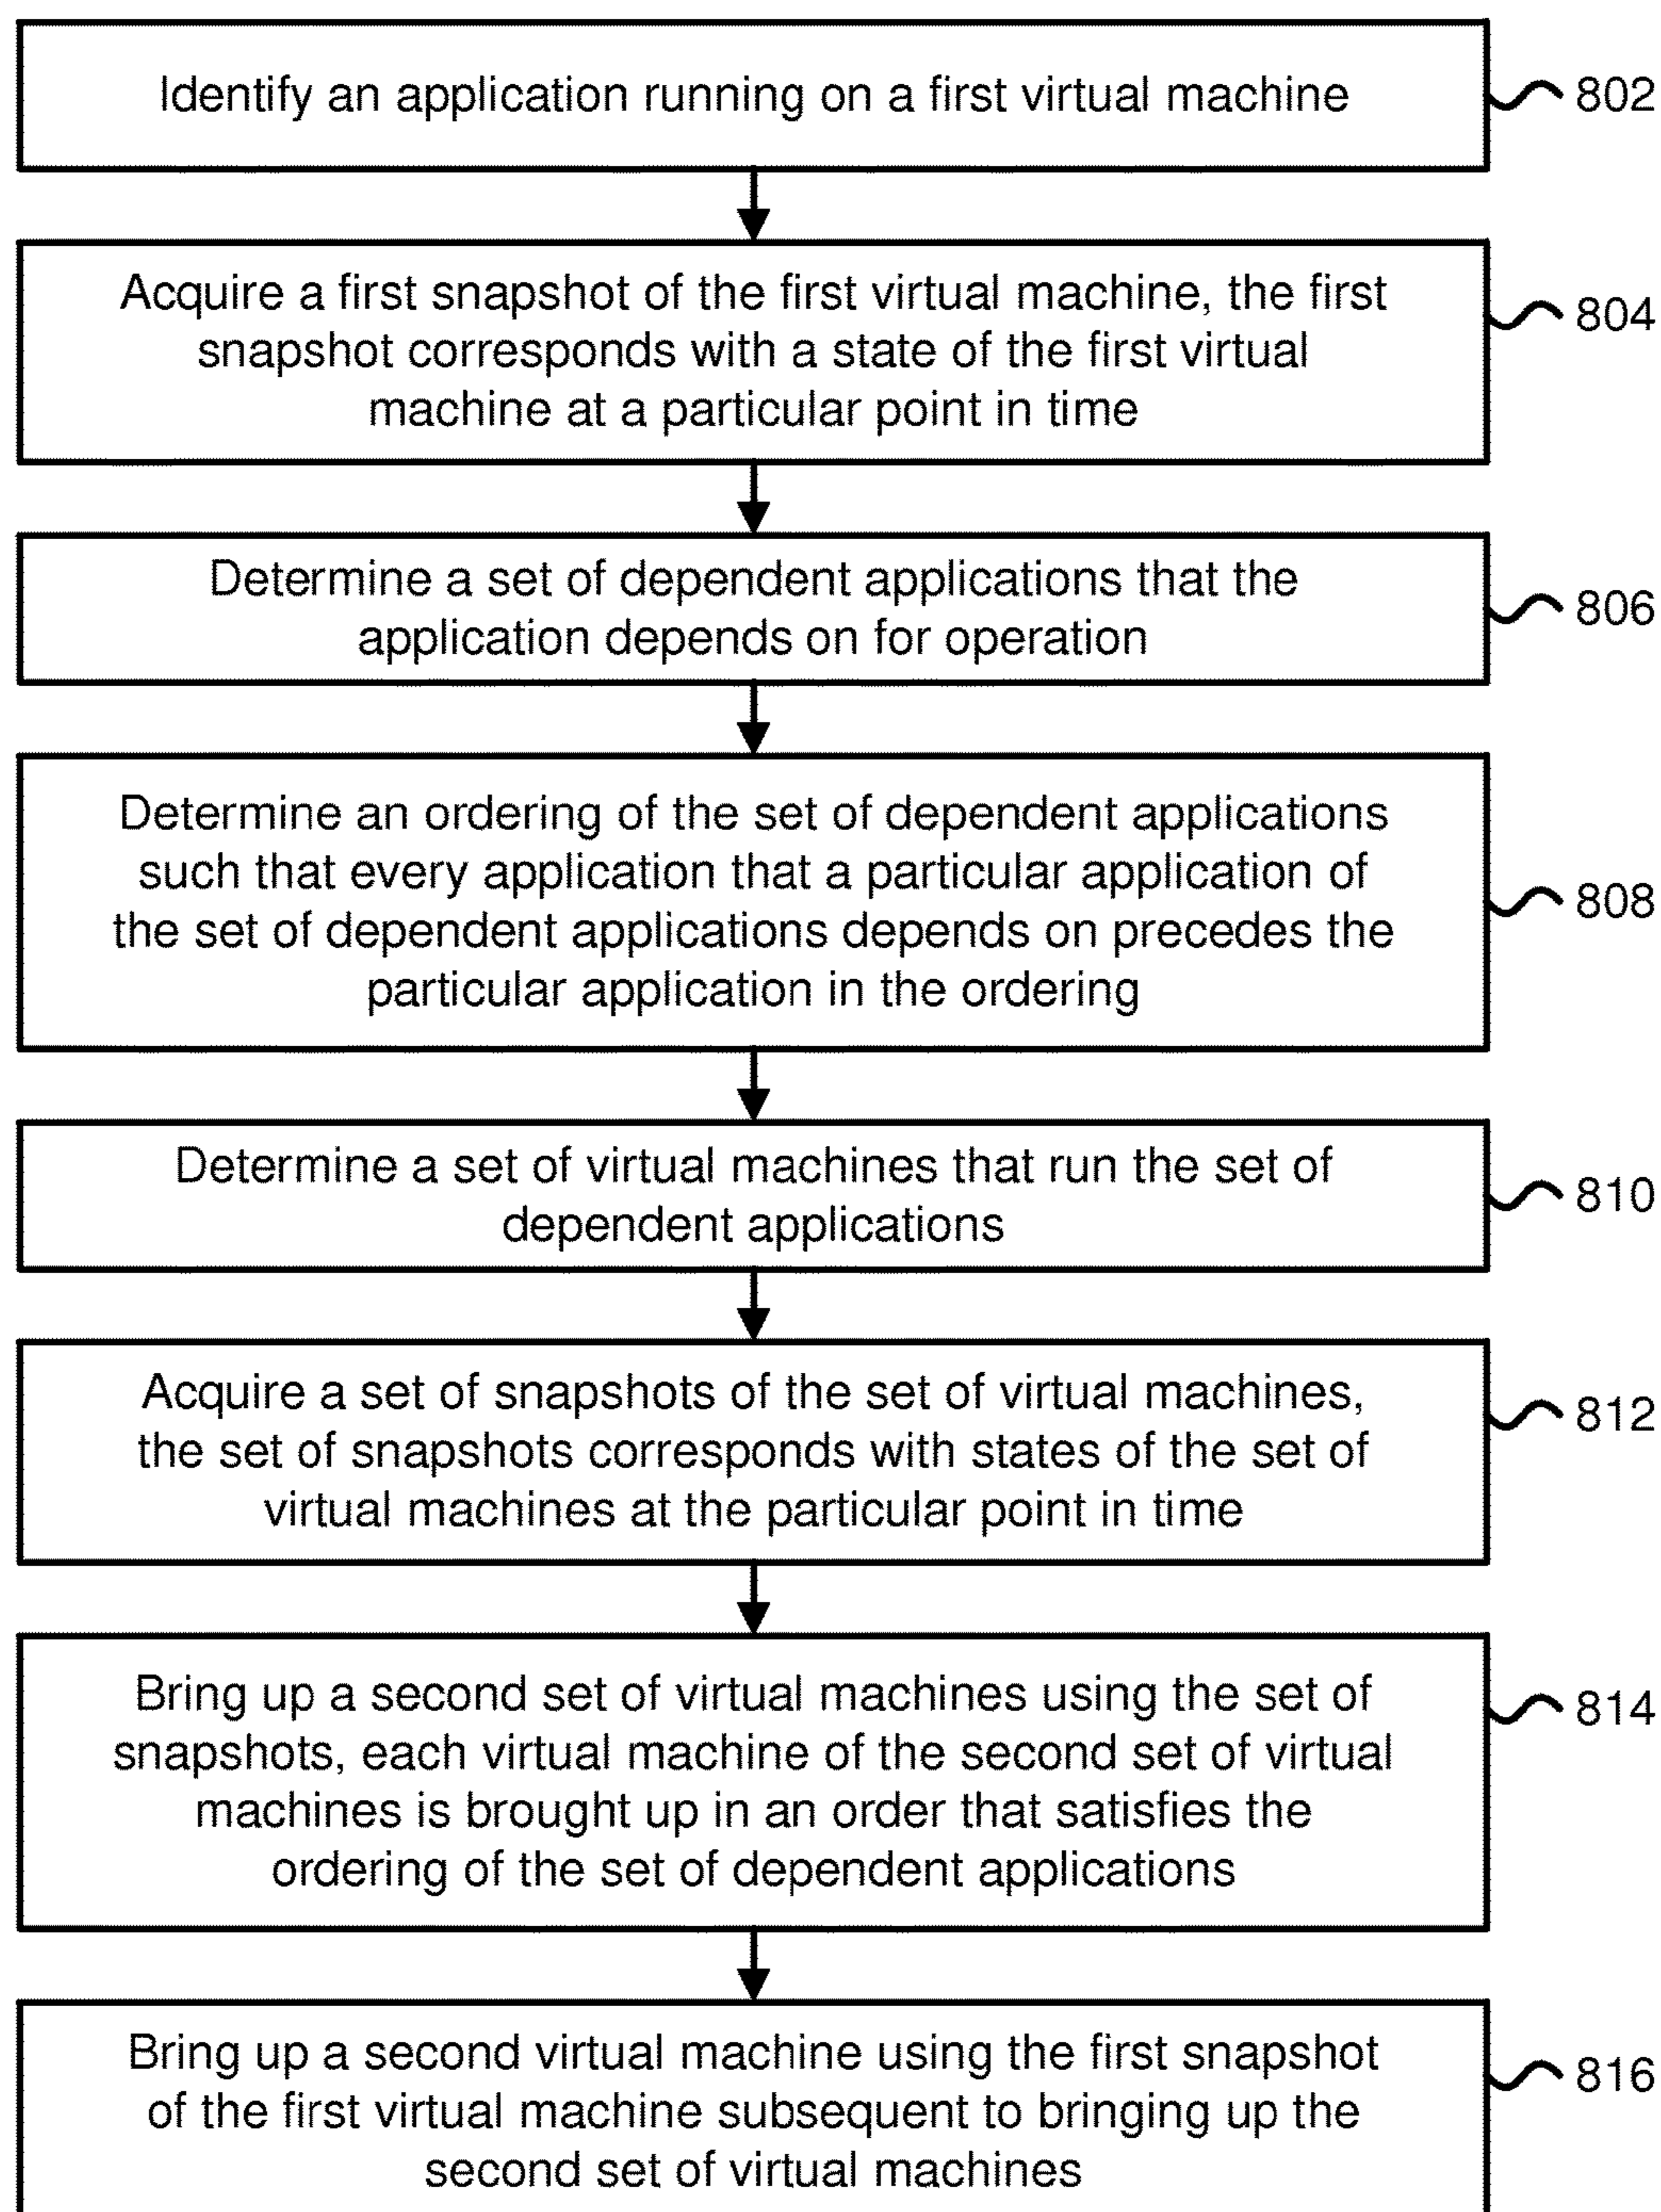 Identify an application running on a first virtual machine
802
Acquire a first snapshot of the first virtual machine, the first
snapshot corresponds with a state of the first virtual
machine at a particular point in time
804
Determine a set of dependent applications that the
application depends on for operation
806
Determine an ordering of the set of dependent applications
such that every application that a particular application of
the set of dependent applications depends on precedes the
particular application in the ordering
808
Determine a set of virtual machines that run the set of
dependent applications
810
Acquire a set of snapshots of the set of virtual machines,
the set of snapshots corresponds with states of the set of
virtual machines at the particular point in time
812
Bring up a second set of virtual machines using the set of
snapshots, each virtual machine of the second set of virtual
machines is brought up in an order that satisfies the
ordering of the set of dependent applications
814
Bring up a second virtual machine using the first snapshot
of the first virtual machine subsequent to bringing up the
second set of virtual machines
816